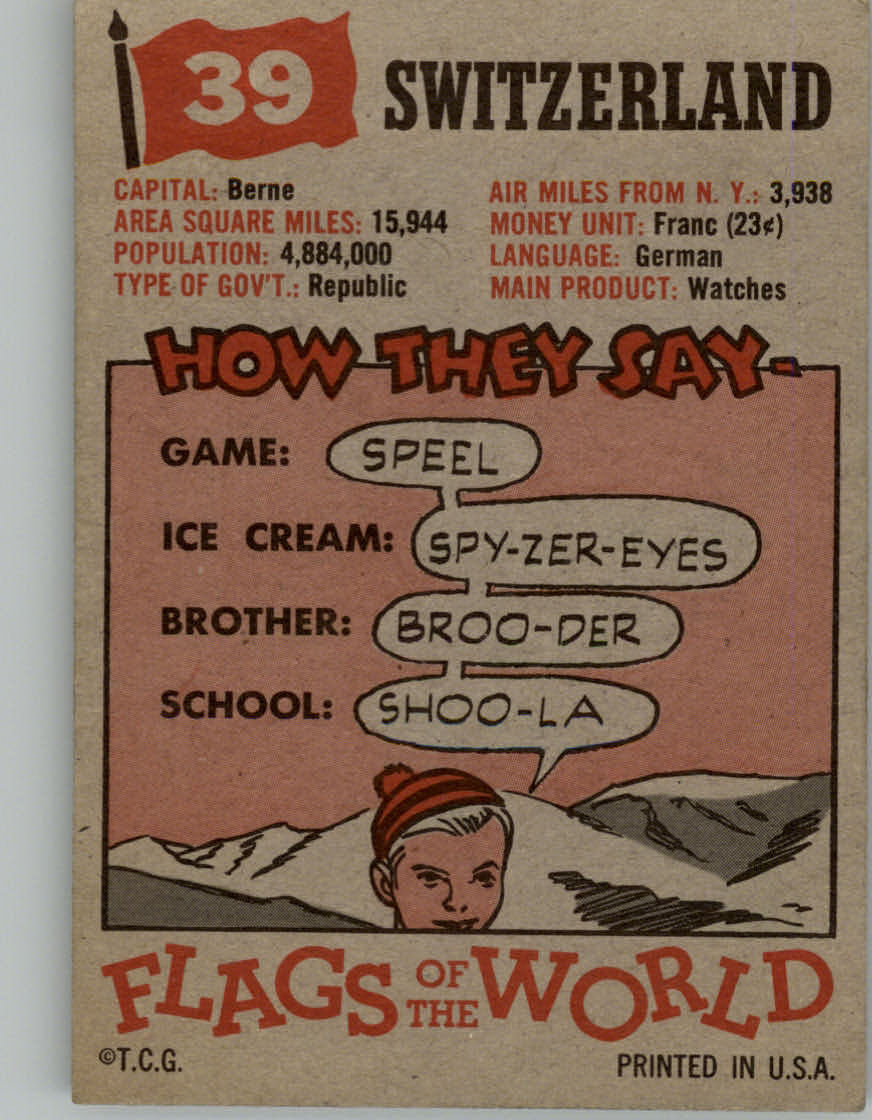 39 SWITZERLAND
CAPITAL: Berne
AREA SQUARE MILES: 15,944
POPULATION: 4,884,000
TYPE OF GOV'T.: Republic
AIR MILES FROM N. Y.: 3,938
MONEY UNIT: Franc (23¢)
LANGUAGE: German
MAIN PRODUCT: Watches
HOW THEY SAY-
GAME: SPEEL
ICE CREAM: SPY-ZER-EYES
BROTHER: BROO-DER
SCHOOL: SHOO-LA
FLAGS OF THE WORLD
©T.C.G. PRINTED IN U.S.A.